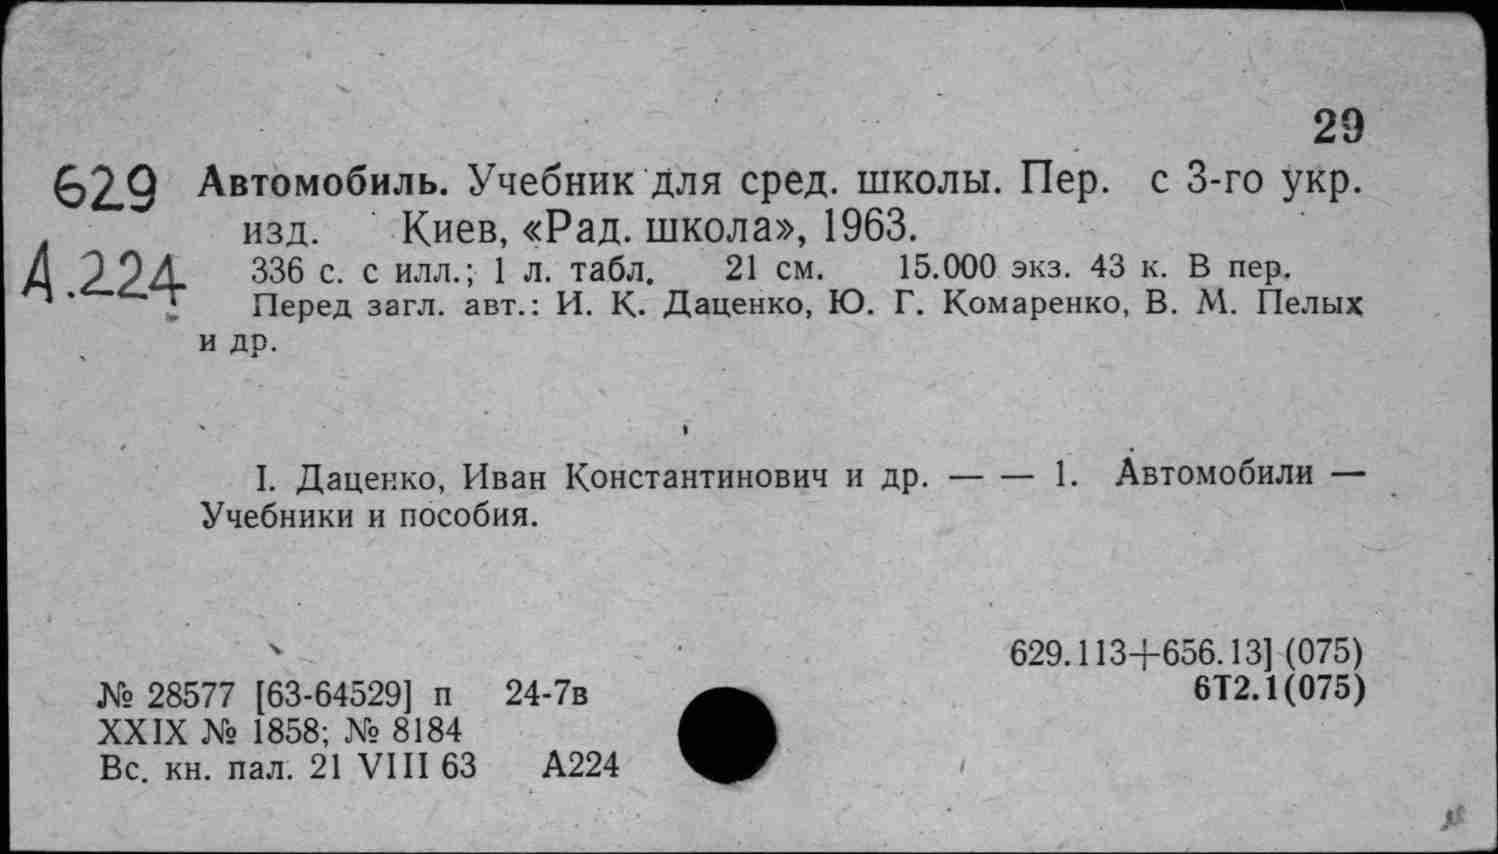 29
629 Автомобиль. Учебник для сред. школы. Пер. с 3-го укр.
изд. Киев, «Рад. школа», 1963.
А.224 336 с. с илл.; 1 л. табл. 21 см. 15.000 экз. 43 к. В пер.
Перед загл. авт.: И. К. Даценко, Ю. Г. Комаренко, В. М. Пелых
и др.
I. Даценко, Иван Константинович и др. — — 1. Автомобили —
Учебники и пособия.
629.113+656.13] (075)
№ 28577 [63-64529] п 24-7в 6Т2.1(075)
XXIX № 1858; № 8184
Вс. кн. пал. 21 VIII 63 А224